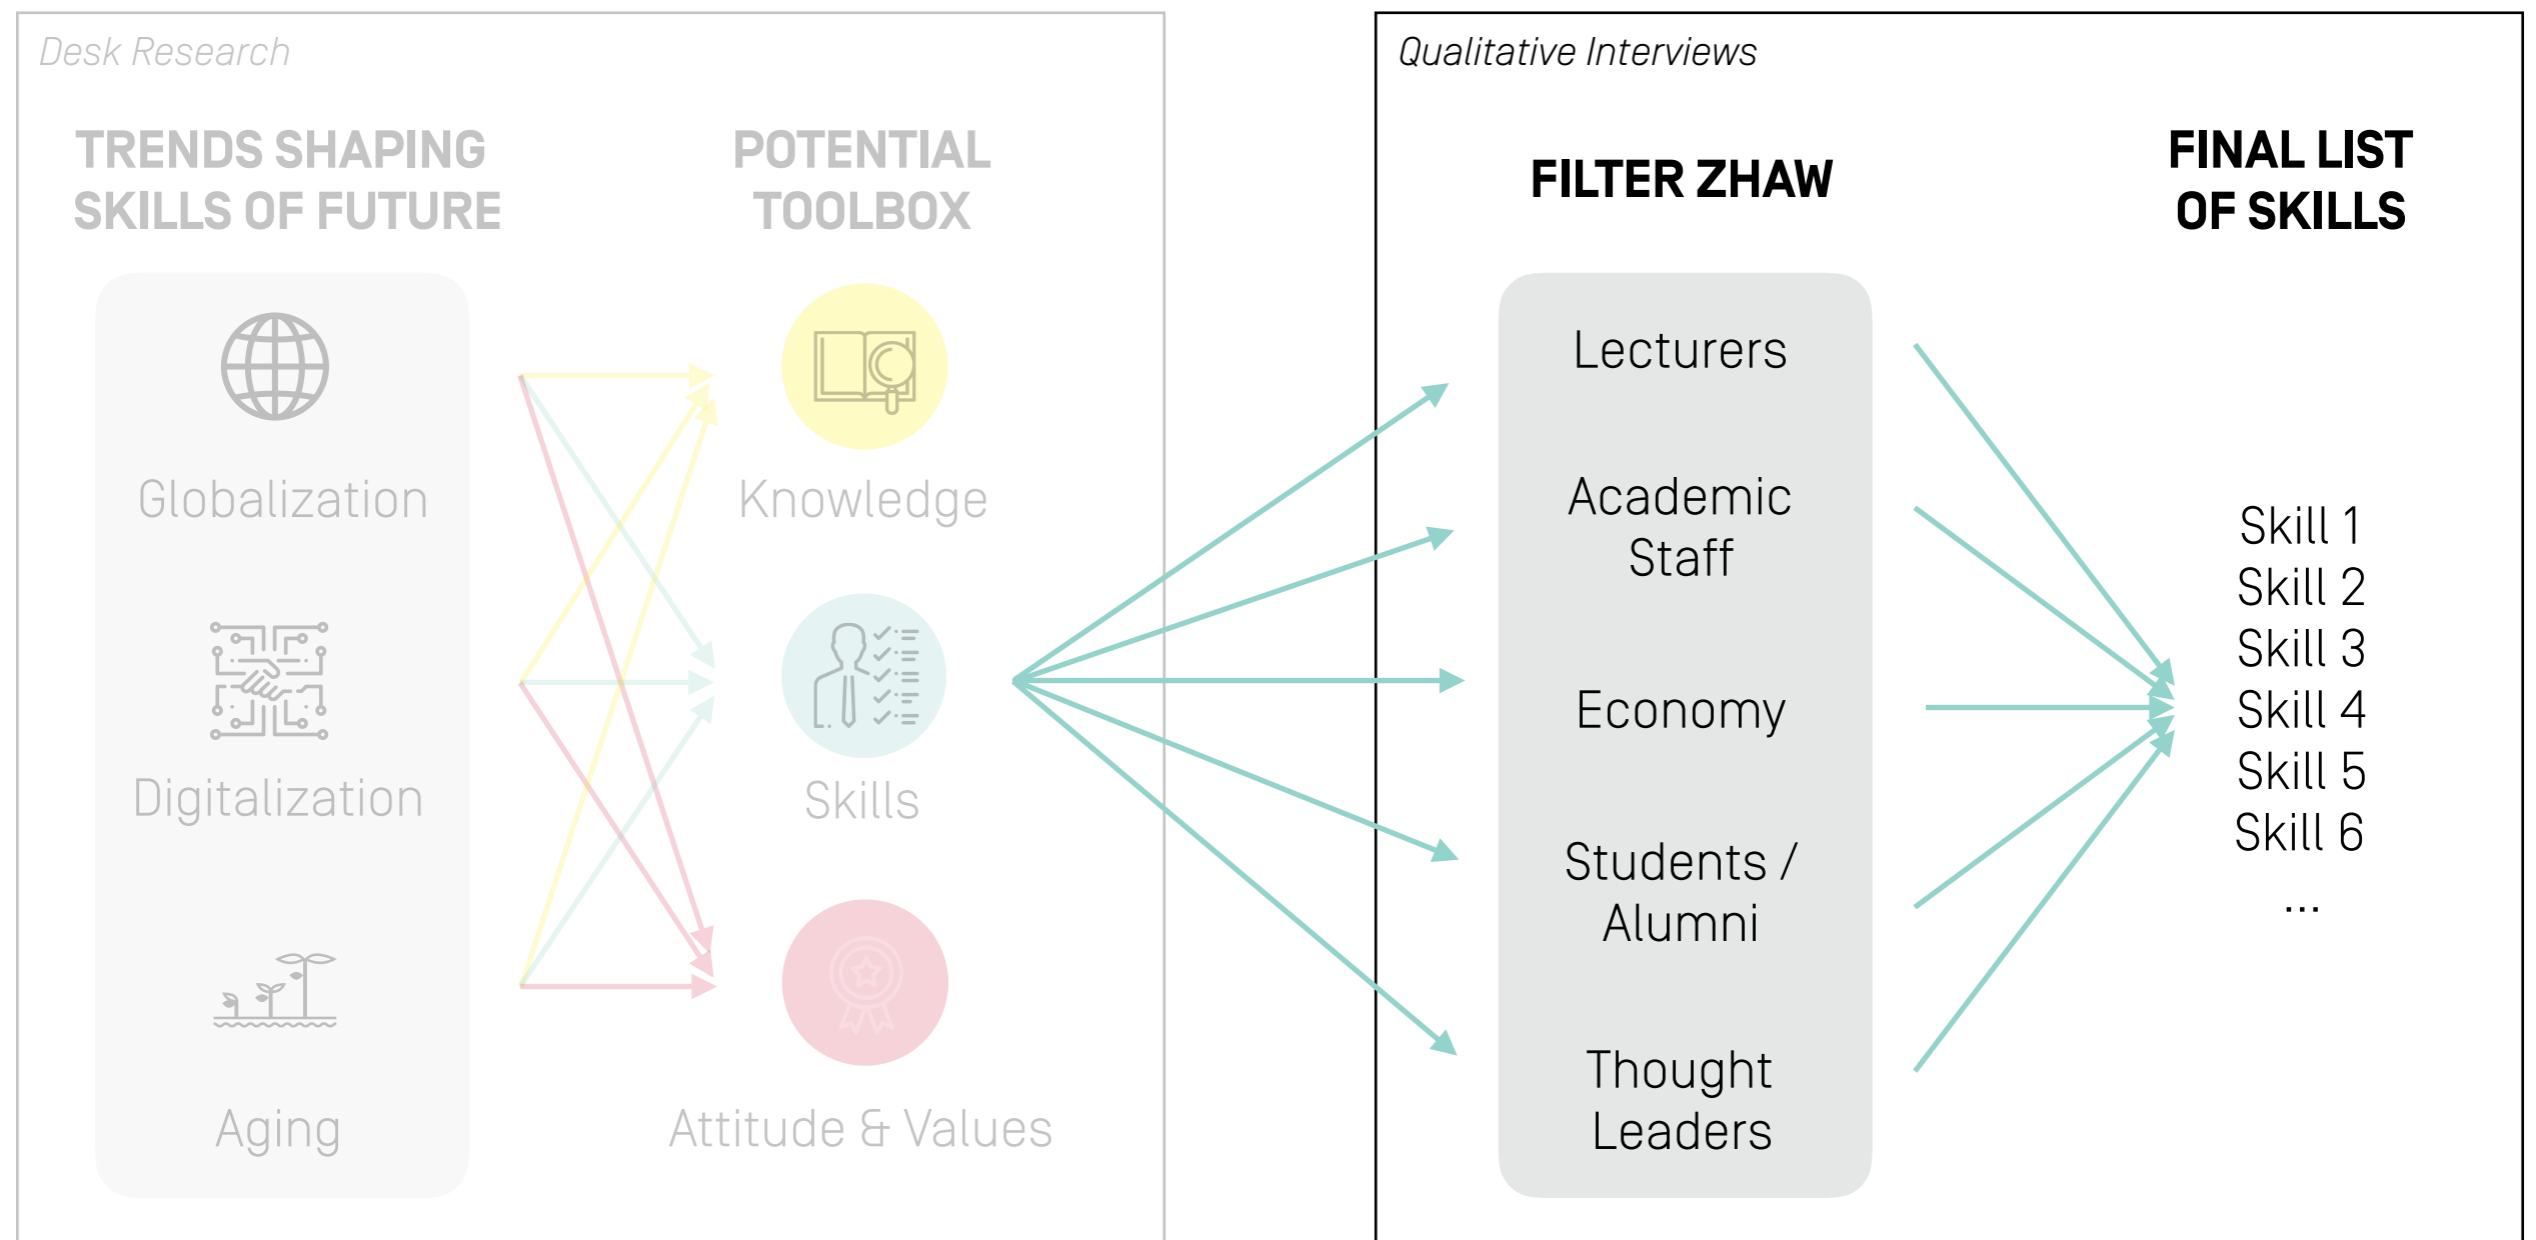 Desk Research
TRENDS SHAPING
SKILLS OF FUTURE
Globalization
Digitalization
Aging
POTENTIAL
TOOLBOX
Knowledge
Skills
Attitude & Values
Qualitative Interviews
FILTER ZHAW
Lecturers
Academic
Staff
Economy
Students /
Alumni
Thought
Leaders
FINAL LIST
OF SKILLS
Skill 1
Skill 2
Skill 3
Skill 4
Skill 5
Skill 6
...